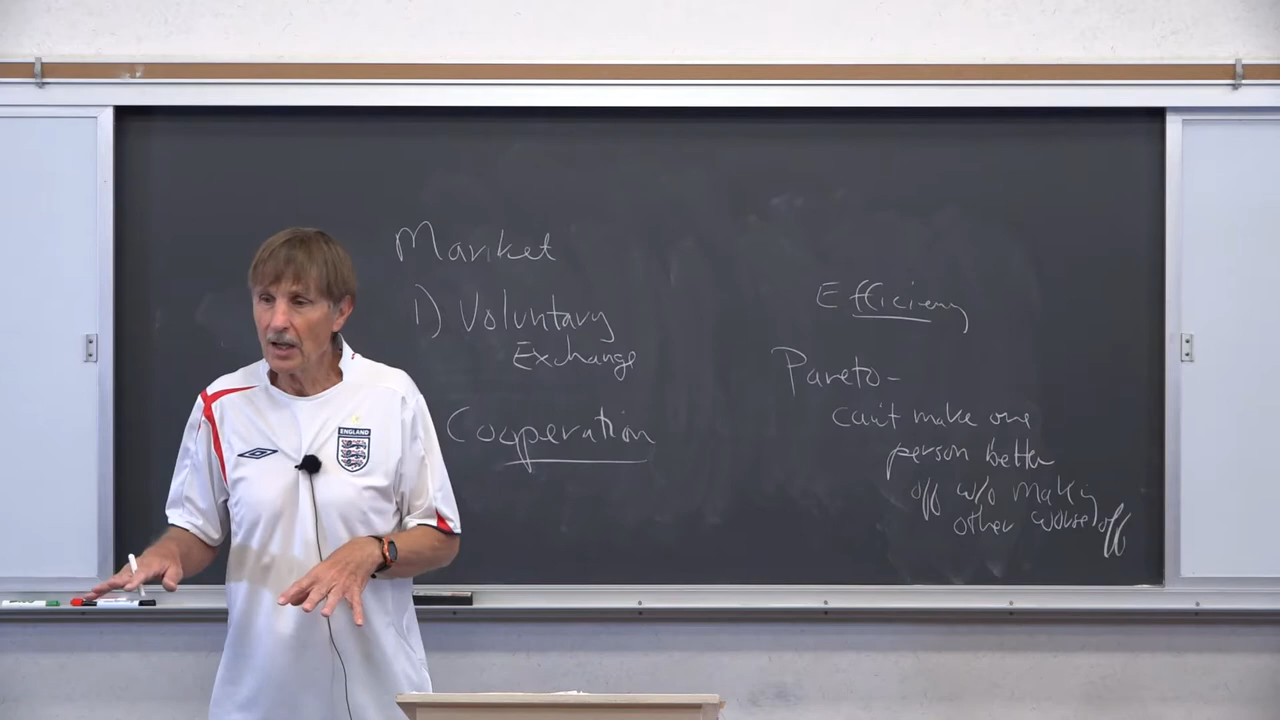 Market
1) Voluntary
Exchange
Cooperation
Efficiency
Pareto-
can't make one
person better
off w/o making
other worse off
ENGLAND